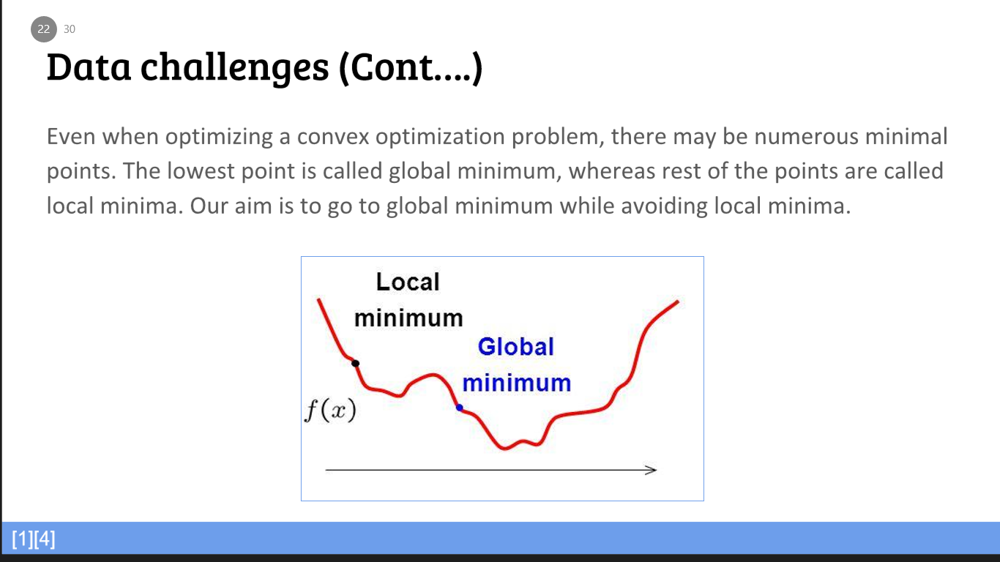 22 30
Data challenges (Cont....)
Even when optimizing a convex optimization problem, there may be numerous minimal
points. The lowest point is called global minimum, whereas rest of the points are called
local minima. Our aim is to go to global minimum while avoiding local minima.
Local
minimum
Global
minimum
f(x)
[1][4]